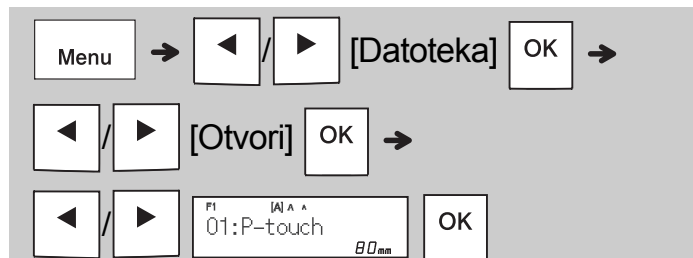 Menu → ◄ / ► [Datoteka] OK →
◄ / ► [Otvori] OK →
◄ / ► F1 [A] ∧ ∧ 01:P-touch 80mm OK